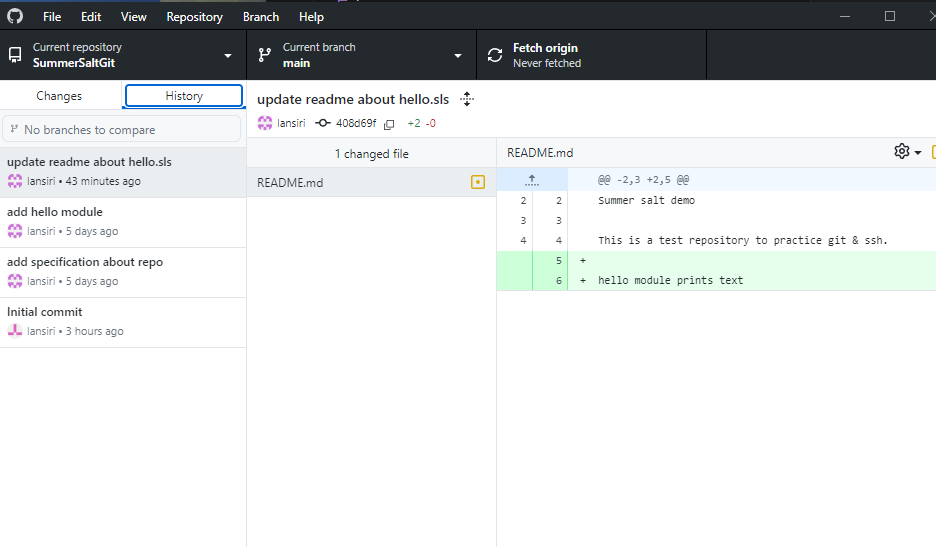 File Edit View Repository Branch Help
Current repository
SummerSaltGit
Current branch
main
Fetch origin
Never fetched
Changes
History
No branches to compare
update readme about hello.sls
lansiri • 43 minutes ago
add hello module
lansiri • 5 days ago
add specification about repo
lansiri • 5 days ago
Initial commit
lansiri • 3 hours ago
update readme about hello.sls
lansiri 408d69f +2 -0
1 changed file
README.md
README.md
@@ -2,3 +2,5 @@
2 2 Summer salt demo
3 3
4 4 This is a test repository to practice git & ssh.
5 +
6 + hello module prints text